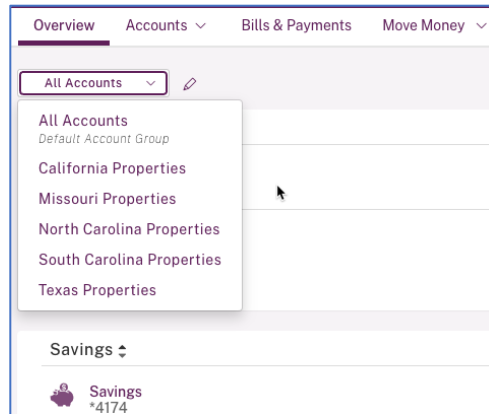 Overview Accounts Bills & Payments Move Money
All Accounts
All Accounts
Default Account Group
California Properties
Missouri Properties
North Carolina Properties
South Carolina Properties
Texas Properties
Savings
Savings
*4174